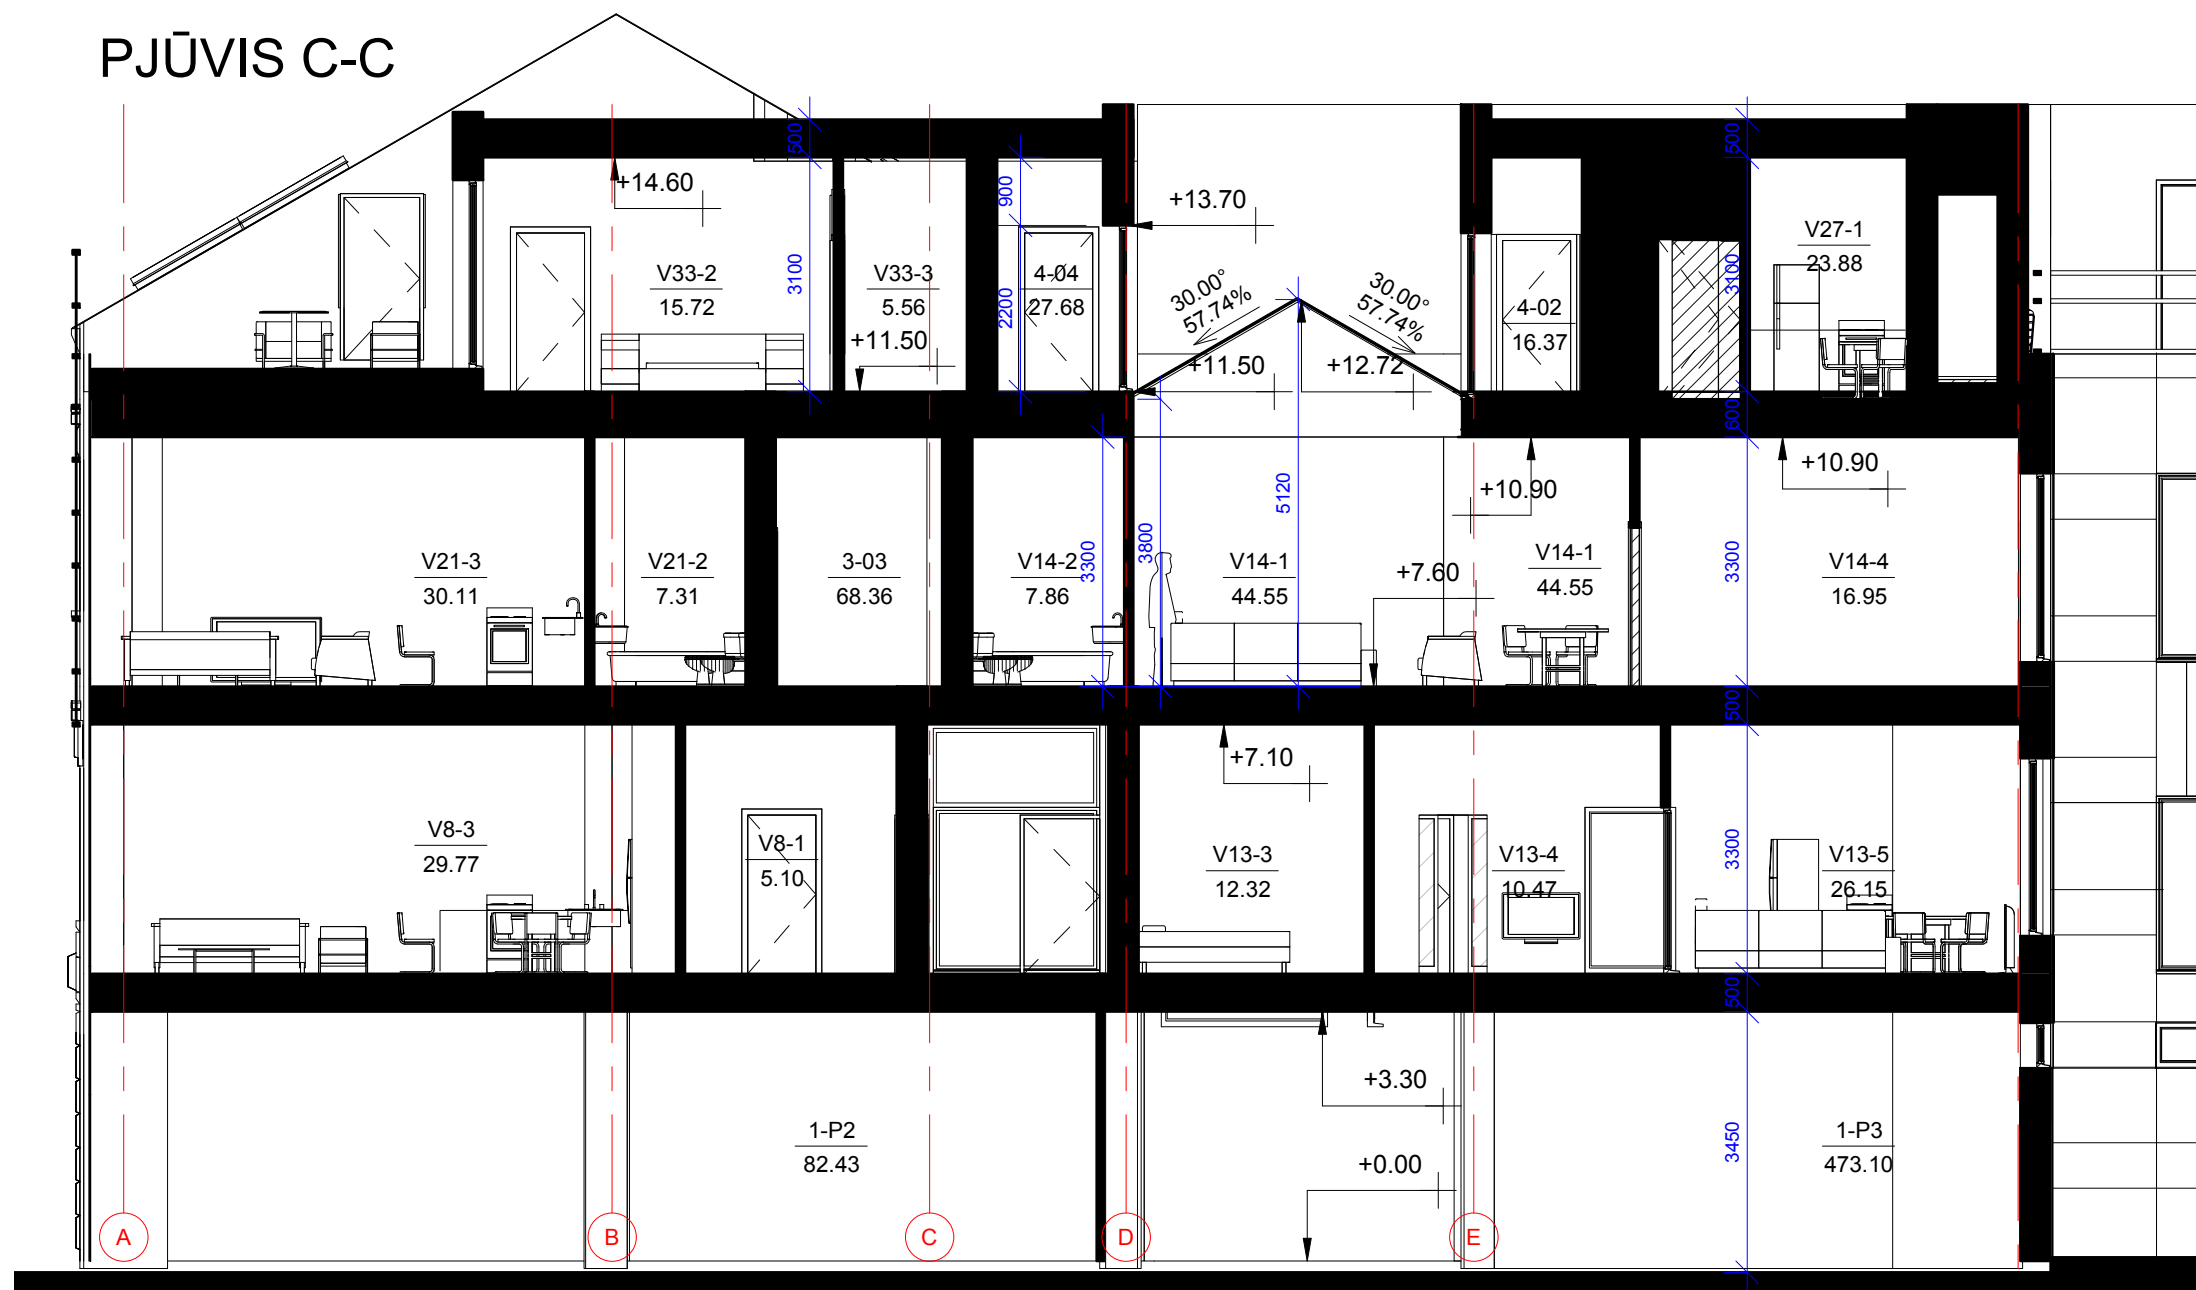 PJŪVIS C-C
500
500
+14.60
900
+13.70
V33-2
15.72
V33-3
5.56
4-04
27.68
3100
2200
+11.50
30.00°
57.74%
30.00°
57.74%
+11.50
+12.72
4-02
16.37
V27-1
23.88
3100
600
+10.90
+10.90
5120
3800
3300
3300
V21-3
30.11
V21-2
7.31
3-03
68.36
V14-2
7.86
V14-1
44.55
+7.60
V14-1
44.55
V14-4
16.95
500
+7.10
V8-3
29.77
V8-1
5.10
V13-3
12.32
V13-4
10.47
3300
V13-5
26.15
500
+3.30
1-P2
82.43
+0.00
3450
1-P3
473.10
A
B
C
D
E